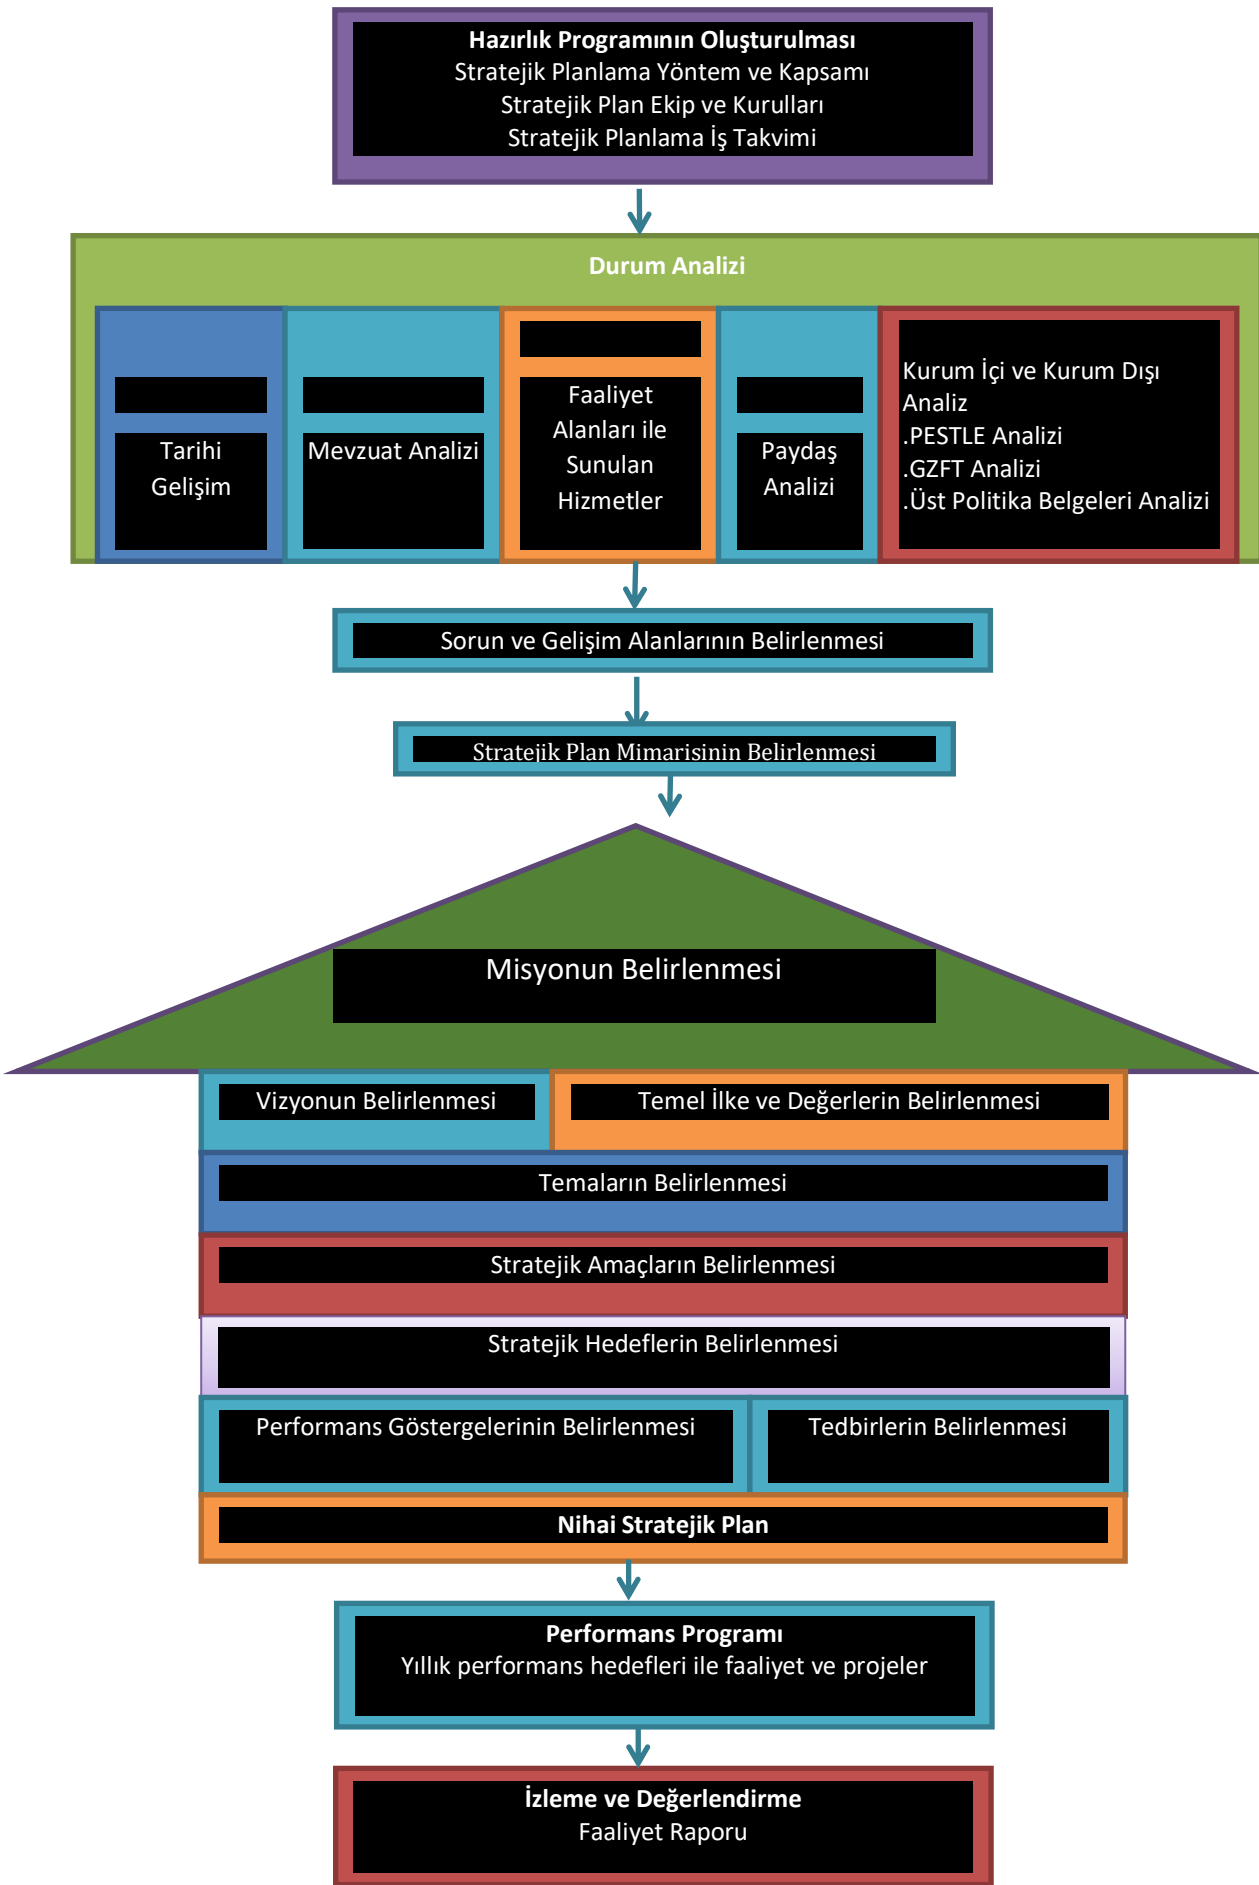 Hazırlık Programının Oluşturulması
Stratejik Planlama Yöntem ve Kapsamı
Stratejik Plan Ekip ve Kurulları
Stratejik Planlama İş Takvimi
Durum Analizi
Tarihi
Gelişim
Mevzuat Analizi
Faaliyet
Alanları ile
Sunulan
Hizmetler
Paydaş
Analizi
Kurum İçi ve Kurum Dışı
Analiz
.PESTLE Analizi
.GZFT Analizi
.Üst Politika Belgeleri Analizi
Sorun ve Gelişim Alanlarının Belirlenmesi
Stratejik Plan Mimarisinin Belirlenmesi
Misyonun Belirlenmesi
Vizyonun Belirlenmesi
Temel İlke ve Değerlerin Belirlenmesi
Temaların Belirlenmesi
Stratejik Amaçların Belirlenmesi
Stratejik Hedeflerin Belirlenmesi
Performans Göstergelerinin Belirlenmesi
Tedbirlerin Belirlenmesi
Nihai Stratejik Plan
Performans Programı
Yıllık performans hedefleri ile faaliyet ve projeler
İzleme ve Değerlendirme
Faaliyet Raporu